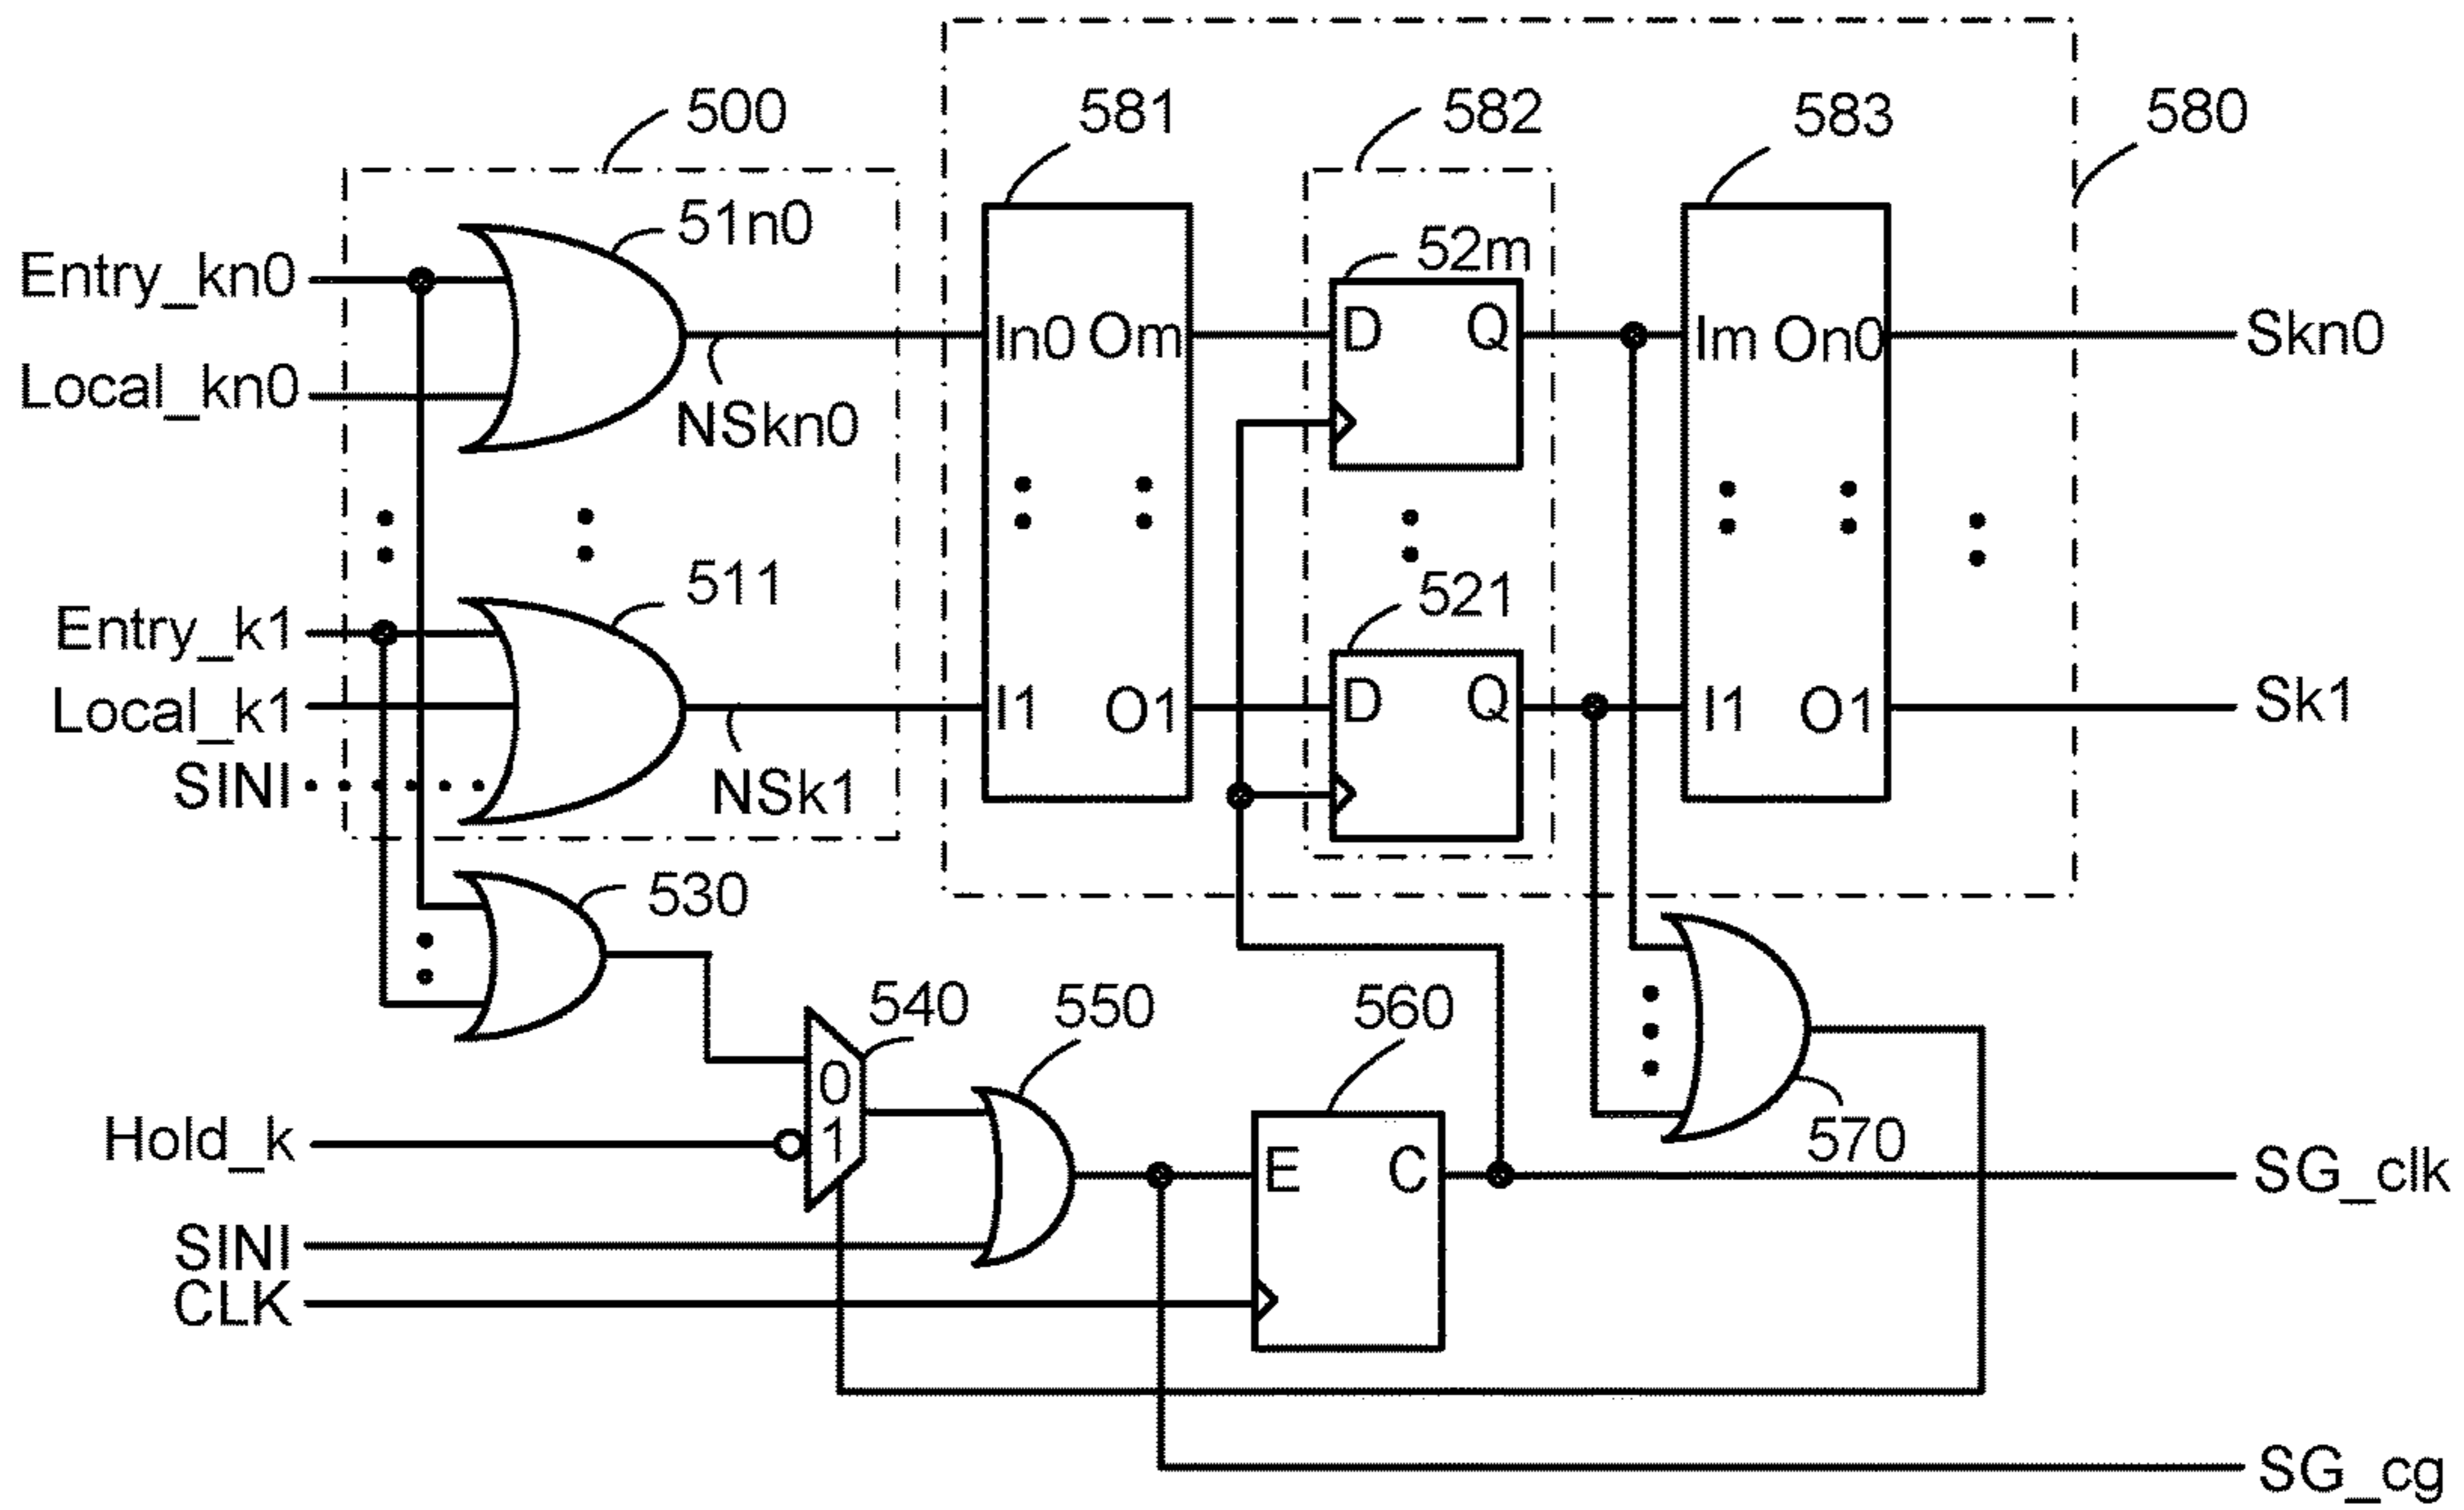 500
581
582
583
580
51n0
52m
Entry_kn0
In0 Om
D Q
Im On0
Skn0
Local_kn0
NSkn0
511
521
Entry_k1
Local_k1
I1 O1
D Q
I1 O1
Sk1
SINI
NSk1
530
540
550
560
0
1
Hold_k
570
E C
SG_clk
SINI
CLK
SG_cg